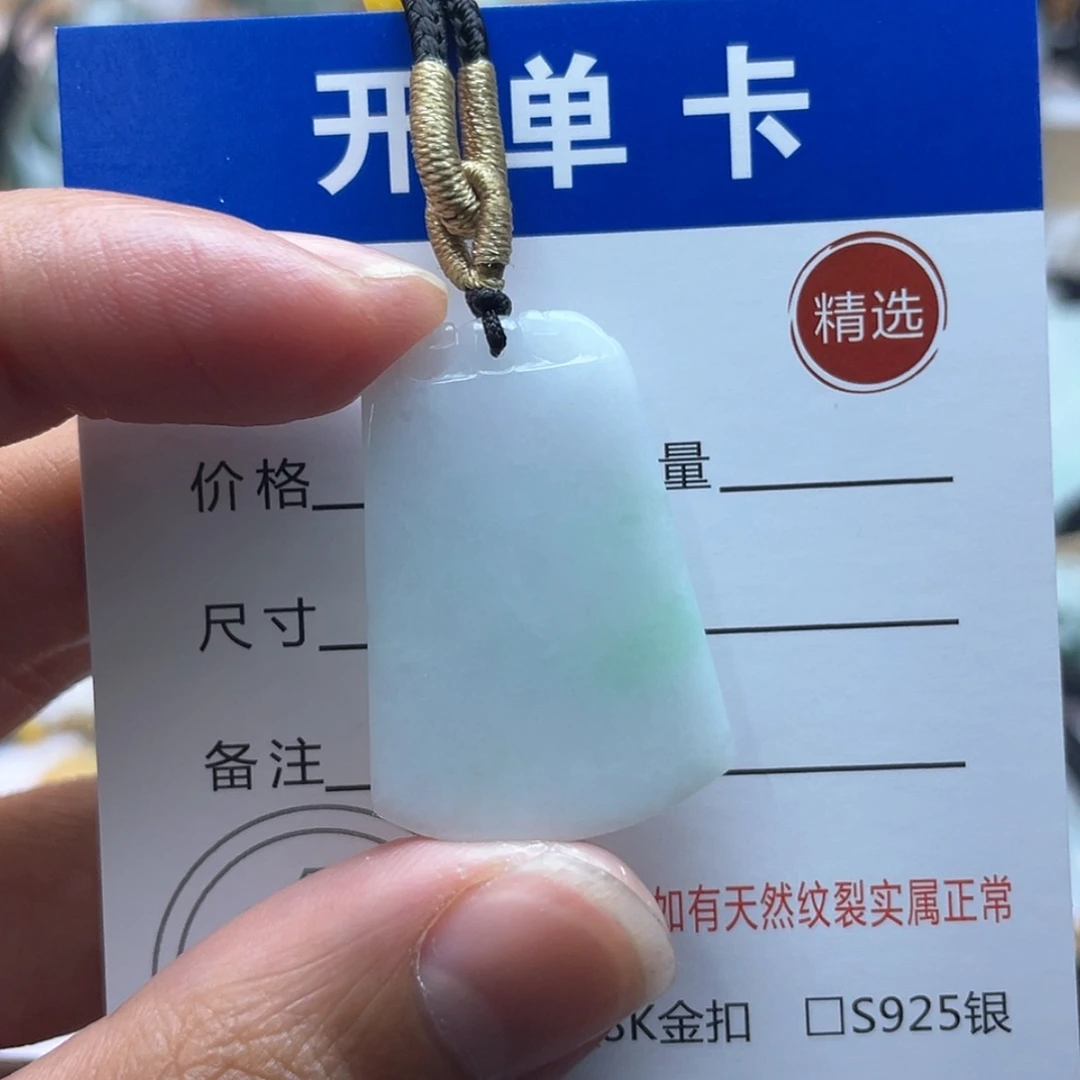 开单卡
精选
价格 量
尺寸
备注
如有天然纹裂实属正常
K金扣 □S925银